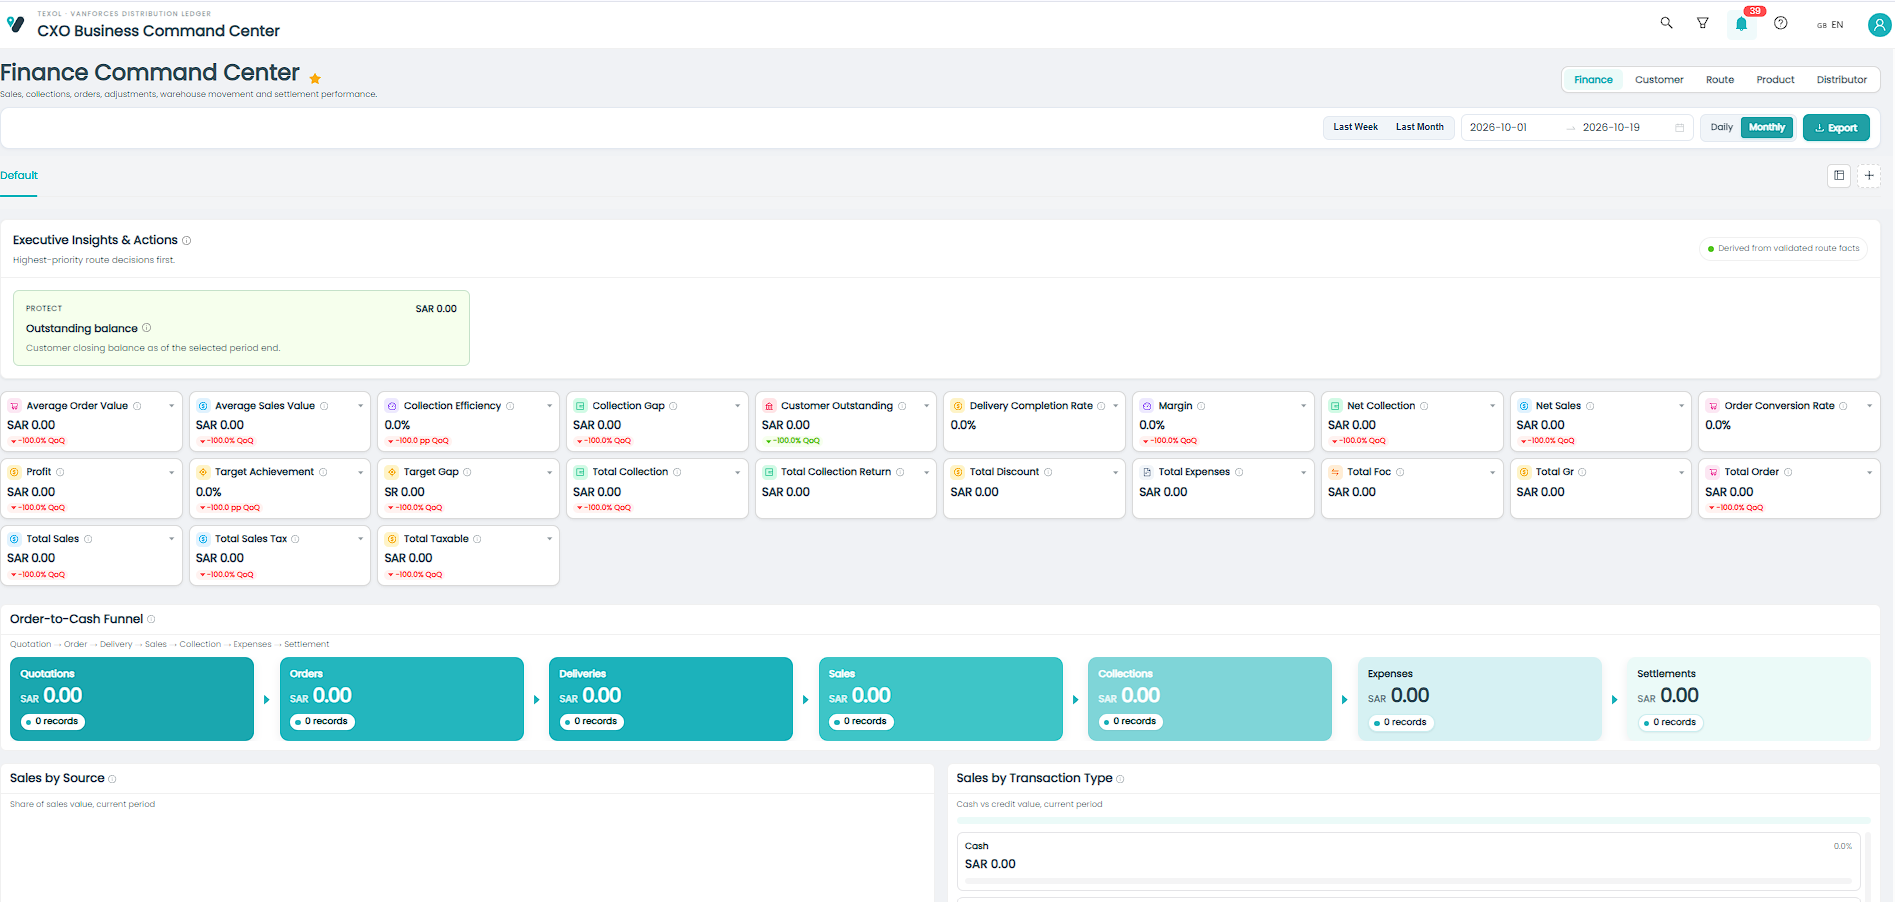 TEXOL · VANFORCES DISTRIBUTION LEDGER
CXO Business Command Center
39
GB EN
Finance Command Center
Sales, collections, orders, adjustments, warehouse movement and settlement performance.
Finance Customer Route Product Distributor
Last Week Last Month 2026-10-01 → 2026-10-19 Daily Monthly Export
Default
Executive Insights & Actions
Highest-priority route decisions first.
Derived from validated route facts
PROTECT SAR 0.00
Outstanding balance
Customer closing balance as of the selected period end.
Average Order Value
SAR 0.00
-100.0% QoQ
Average Sales Value
SAR 0.00
-100.0% QoQ
Collection Efficiency
0.0%
-100.0 pp QoQ
Collection Gap
SAR 0.00
-100.0% QoQ
Customer Outstanding
SAR 0.00
-100.0% QoQ
Delivery Completion Rate
0.0%
Margin
0.0%
-100.0% QoQ
Net Collection
SAR 0.00
-100.0% QoQ
Net Sales
SAR 0.00
-100.0% QoQ
Order Conversion Rate
0.0%
Profit
SAR 0.00
-100.0% QoQ
Target Achievement
0.0%
-100.0 pp QoQ
Target Gap
SR 0.00
-100.0% QoQ
Total Collection
SAR 0.00
-100.0% QoQ
Total Collection Return
SAR 0.00
Total Discount
SAR 0.00
Total Expenses
SAR 0.00
Total Foc
SAR 0.00
Total Gr
SAR 0.00
Total Order
SAR 0.00
-100.0% QoQ
Total Sales
SAR 0.00
-100.0% QoQ
Total Sales Tax
SAR 0.00
-100.0% QoQ
Total Taxable
SAR 0.00
-100.0% QoQ
Order-to-Cash Funnel
Quotation → Order → Delivery → Sales → Collection → Expenses → Settlement
Quotations
SAR 0.00
0 records
Orders
SAR 0.00
0 records
Deliveries
SAR 0.00
0 records
Sales
SAR 0.00
0 records
Collections
SAR 0.00
0 records
Expenses
SAR 0.00
0 records
Settlements
SAR 0.00
0 records
Sales by Source
Share of sales value, current period
Sales by Transaction Type
Cash vs credit value, current period
Cash 0.0%
SAR 0.00